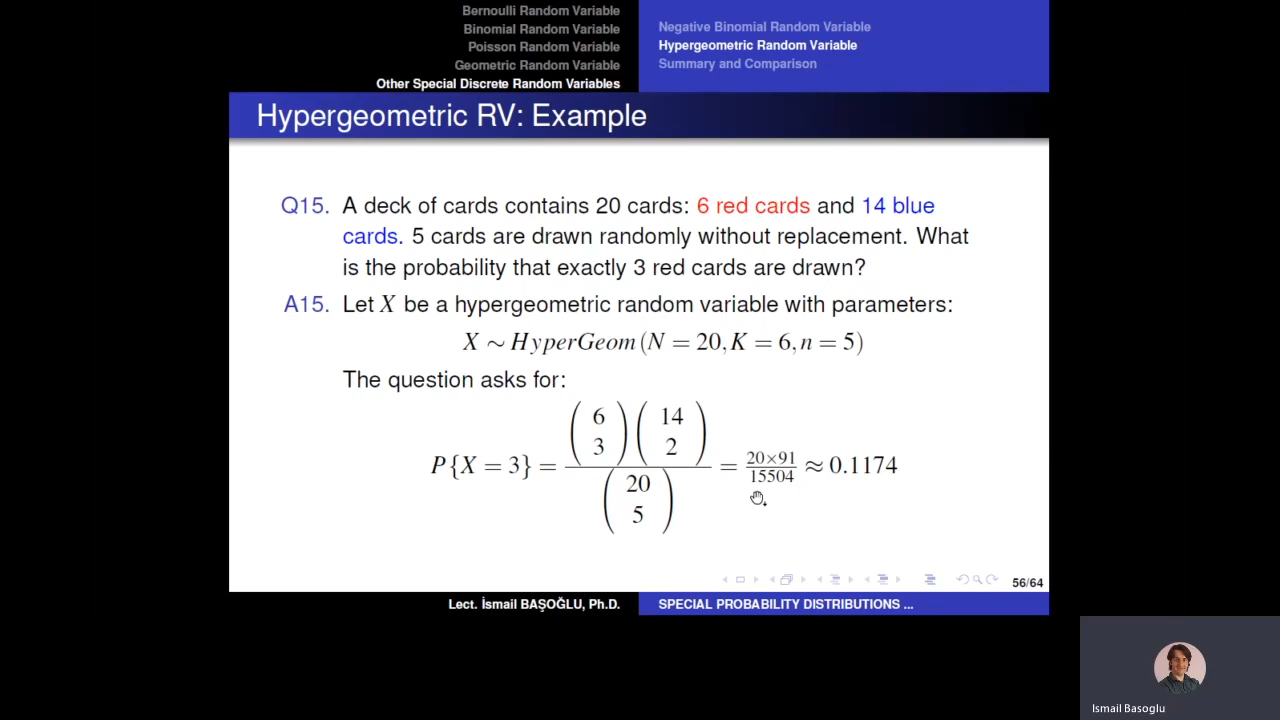 Bernoulli Random Variable
Binomial Random Variable
Poisson Random Variable
Geometric Random Variable
Other Special Discrete Random Variables
Negative Binomial Random Variable
Hypergeometric Random Variable
Summary and Comparison
Hypergeometric RV: Example
Q15. A deck of cards contains 20 cards: 6 red cards and 14 blue
cards. 5 cards are drawn randomly without replacement. What
is the probability that exactly 3 red cards are drawn?
A15. Let X be a hypergeometric random variable with parameters:
X ∼ HyperGeom (N = 20, K = 6, n = 5)
The question asks for:
P{X = 3} = (6 3) (14 2) / (20 5) = 20×91 / 15504 ≈ 0.1174
56/64
Lect. İsmail BAŞOĞLU, Ph.D.
SPECIAL PROBABILITY DISTRIBUTIONS ...
Ismail Basoglu